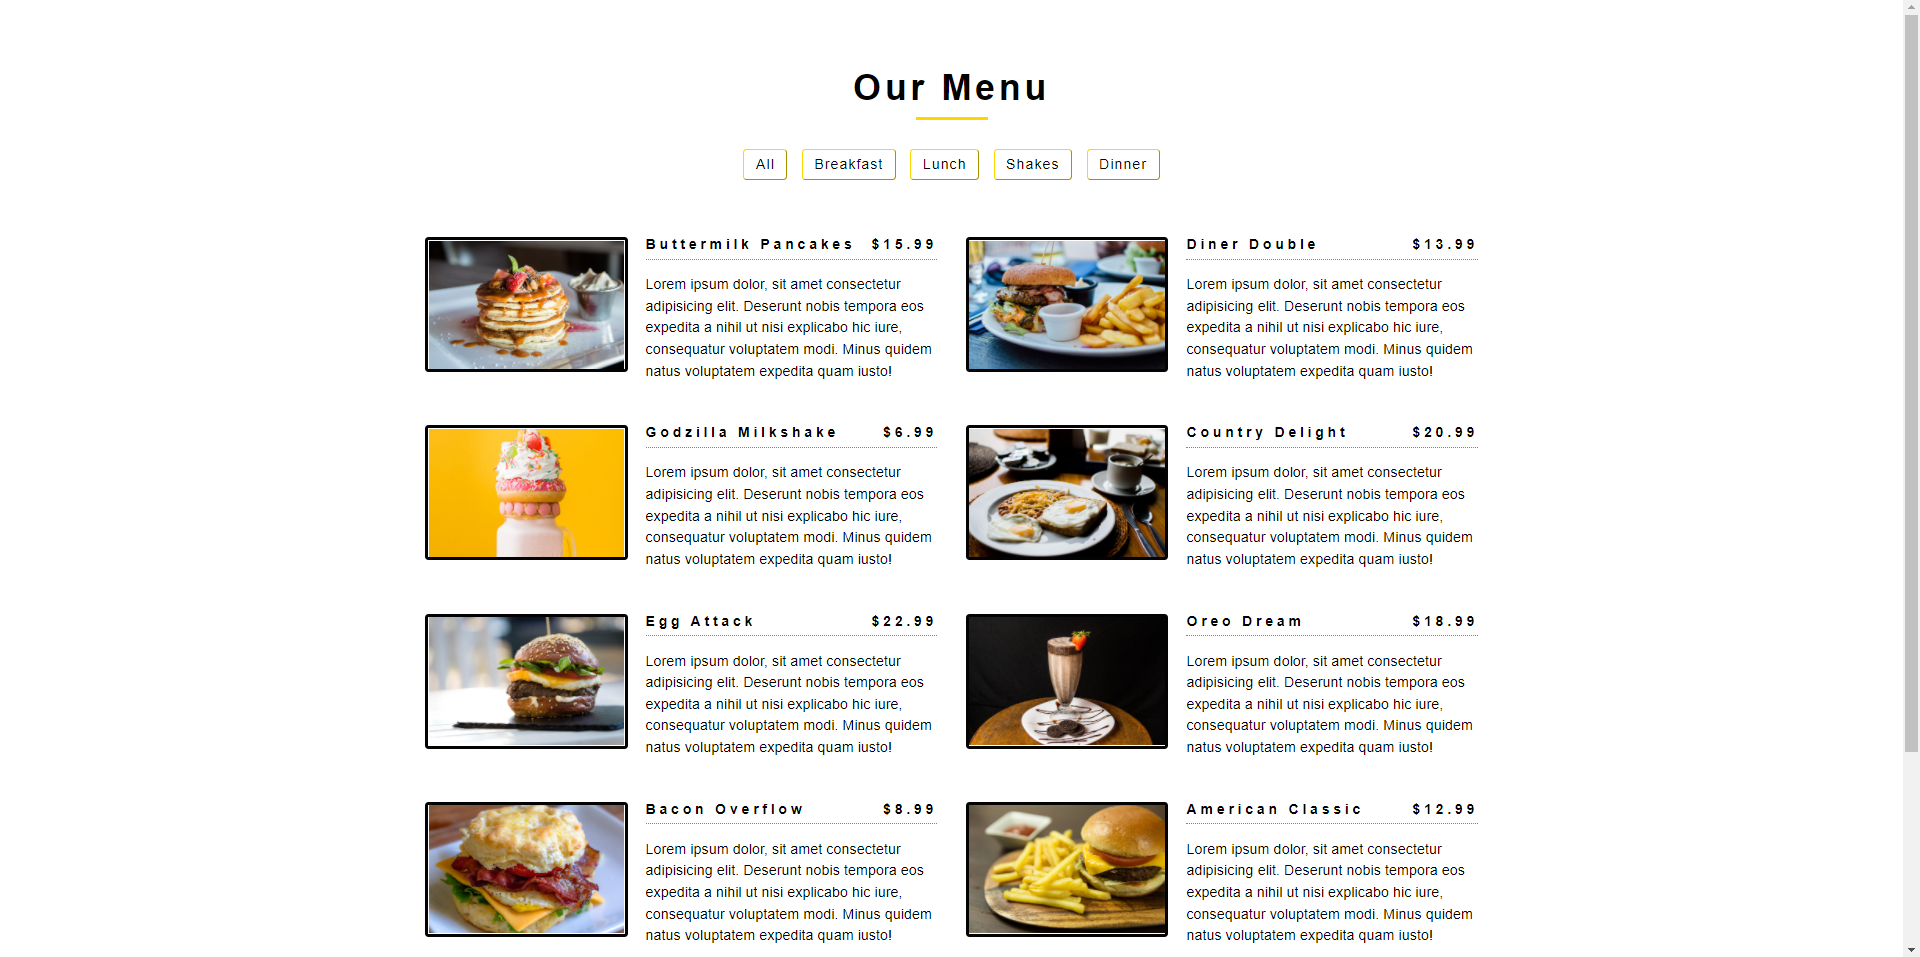 Our Menu
All
Breakfast
Lunch
Shakes
Dinner
Buttermilk Pancakes $15.99
Lorem ipsum dolor, sit amet consectetur
adipisicing elit. Deserunt nobis tempora eos
expedita a nihil ut nisi explicabo hic iure,
consequatur voluptatem modi. Minus quidem
natus voluptatem expedita quam iusto!
Diner Double $13.99
Lorem ipsum dolor, sit amet consectetur
adipisicing elit. Deserunt nobis tempora eos
expedita a nihil ut nisi explicabo hic iure,
consequatur voluptatem modi. Minus quidem
natus voluptatem expedita quam iusto!
Godzilla Milkshake $6.99
Lorem ipsum dolor, sit amet consectetur
adipisicing elit. Deserunt nobis tempora eos
expedita a nihil ut nisi explicabo hic iure,
consequatur voluptatem modi. Minus quidem
natus voluptatem expedita quam iusto!
Country Delight $20.99
Lorem ipsum dolor, sit amet consectetur
adipisicing elit. Deserunt nobis tempora eos
expedita a nihil ut nisi explicabo hic iure,
consequatur voluptatem modi. Minus quidem
natus voluptatem expedita quam iusto!
Egg Attack $22.99
Lorem ipsum dolor, sit amet consectetur
adipisicing elit. Deserunt nobis tempora eos
expedita a nihil ut nisi explicabo hic iure,
consequatur voluptatem modi. Minus quidem
natus voluptatem expedita quam iusto!
Oreo Dream $18.99
Lorem ipsum dolor, sit amet consectetur
adipisicing elit. Deserunt nobis tempora eos
expedita a nihil ut nisi explicabo hic iure,
consequatur voluptatem modi. Minus quidem
natus voluptatem expedita quam iusto!
Bacon Overflow $8.99
Lorem ipsum dolor, sit amet consectetur
adipisicing elit. Deserunt nobis tempora eos
expedita a nihil ut nisi explicabo hic iure,
consequatur voluptatem modi. Minus quidem
natus voluptatem expedita quam iusto!
American Classic $12.99
Lorem ipsum dolor, sit amet consectetur
adipisicing elit. Deserunt nobis tempora eos
expedita a nihil ut nisi explicabo hic iure,
consequatur voluptatem modi. Minus quidem
natus voluptatem expedita quam iusto!